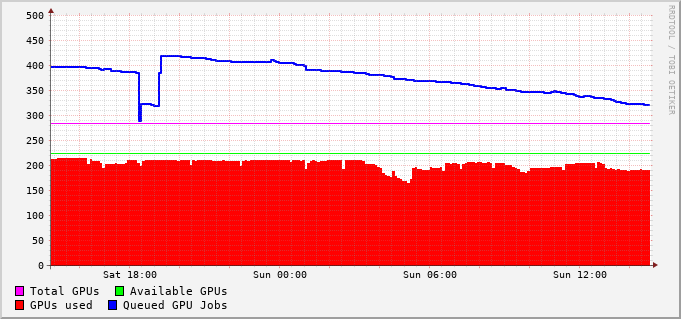 500
450
400
350
300
250
200
150
100
50
0
Sat 18:00 Sun 00:00 Sun 06:00 Sun 12:00
Total GPUs Available GPUs
GPUs used Queued GPU Jobs
RRDTOOL / TOBI OETIKER